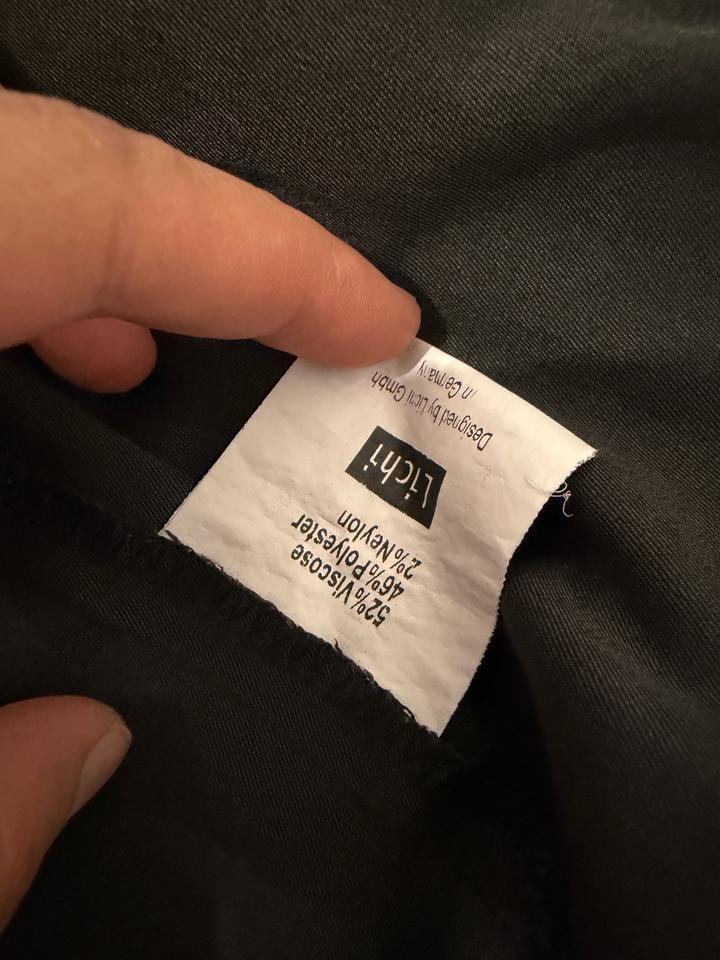 52%Viscose
46%Polyester
2%Neylon
Lichi
Designed by Lichi Gmbh
in Germany